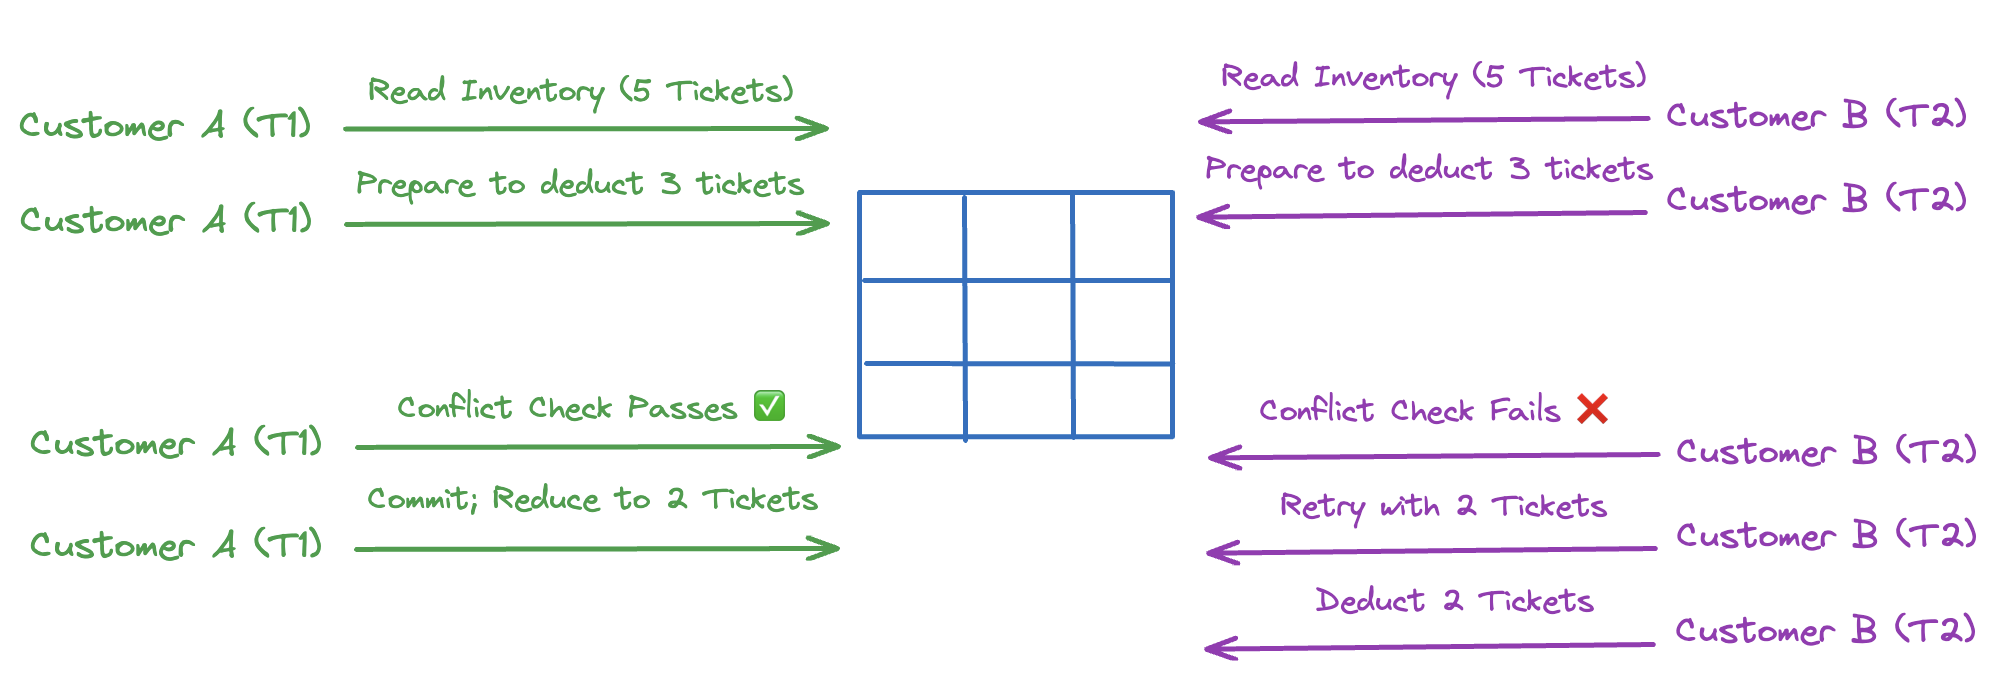 Read Inventory (5 Tickets)
Customer A (T1)
Prepare to deduct 3 tickets
Customer A (T1)
Conflict Check Passes ✅
Customer A (T1)
Commit; Reduce to 2 Tickets
Customer A (T1)
Read Inventory (5 Tickets)
Customer B (T2)
Prepare to deduct 3 tickets
Customer B (T2)
Conflict Check Fails ❌
Customer B (T2)
Retry with 2 Tickets
Customer B (T2)
Deduct 2 Tickets
Customer B (T2)